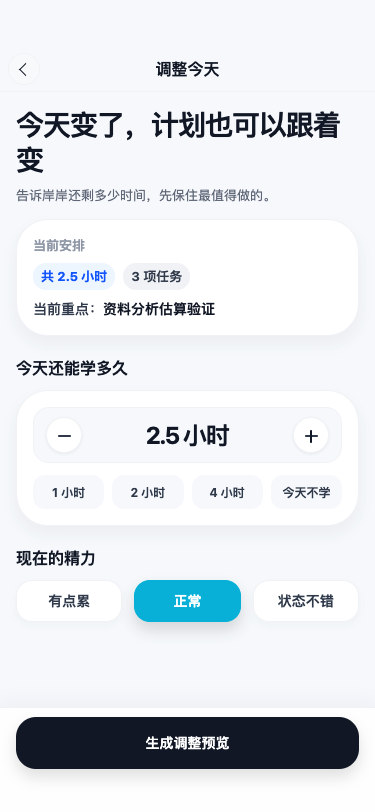 调整今天
今天变了，计划也可以跟着
变
告诉岸岸还剩多少时间，先保住最值得做的。
当前安排
共 2.5 小时
3 项任务
当前重点：资料分析估算验证
今天还能学多久
2.5 小时
1 小时
2 小时
4 小时
今天不学
现在的精力
有点累
正常
状态不错
生成调整预览